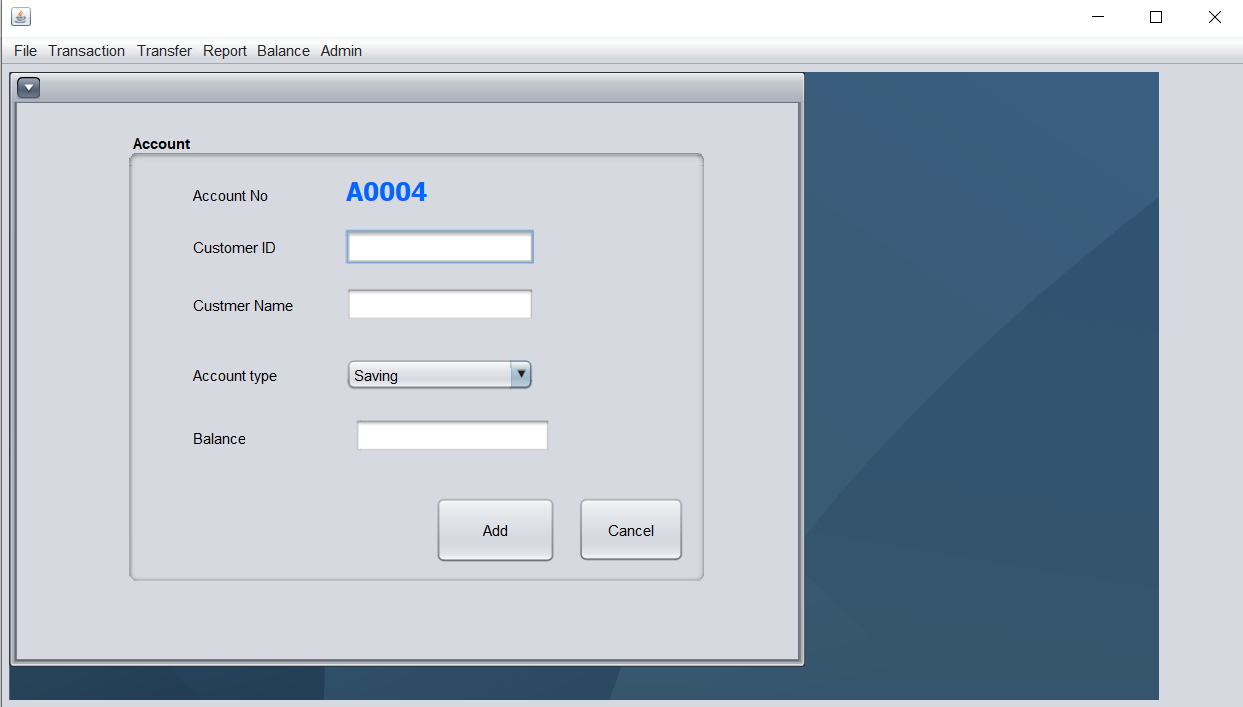 File Transaction Transfer Report Balance Admin
Account
Account No A0004
Customer ID
Custmer Name
Account type Saving
Balance
Add Cancel